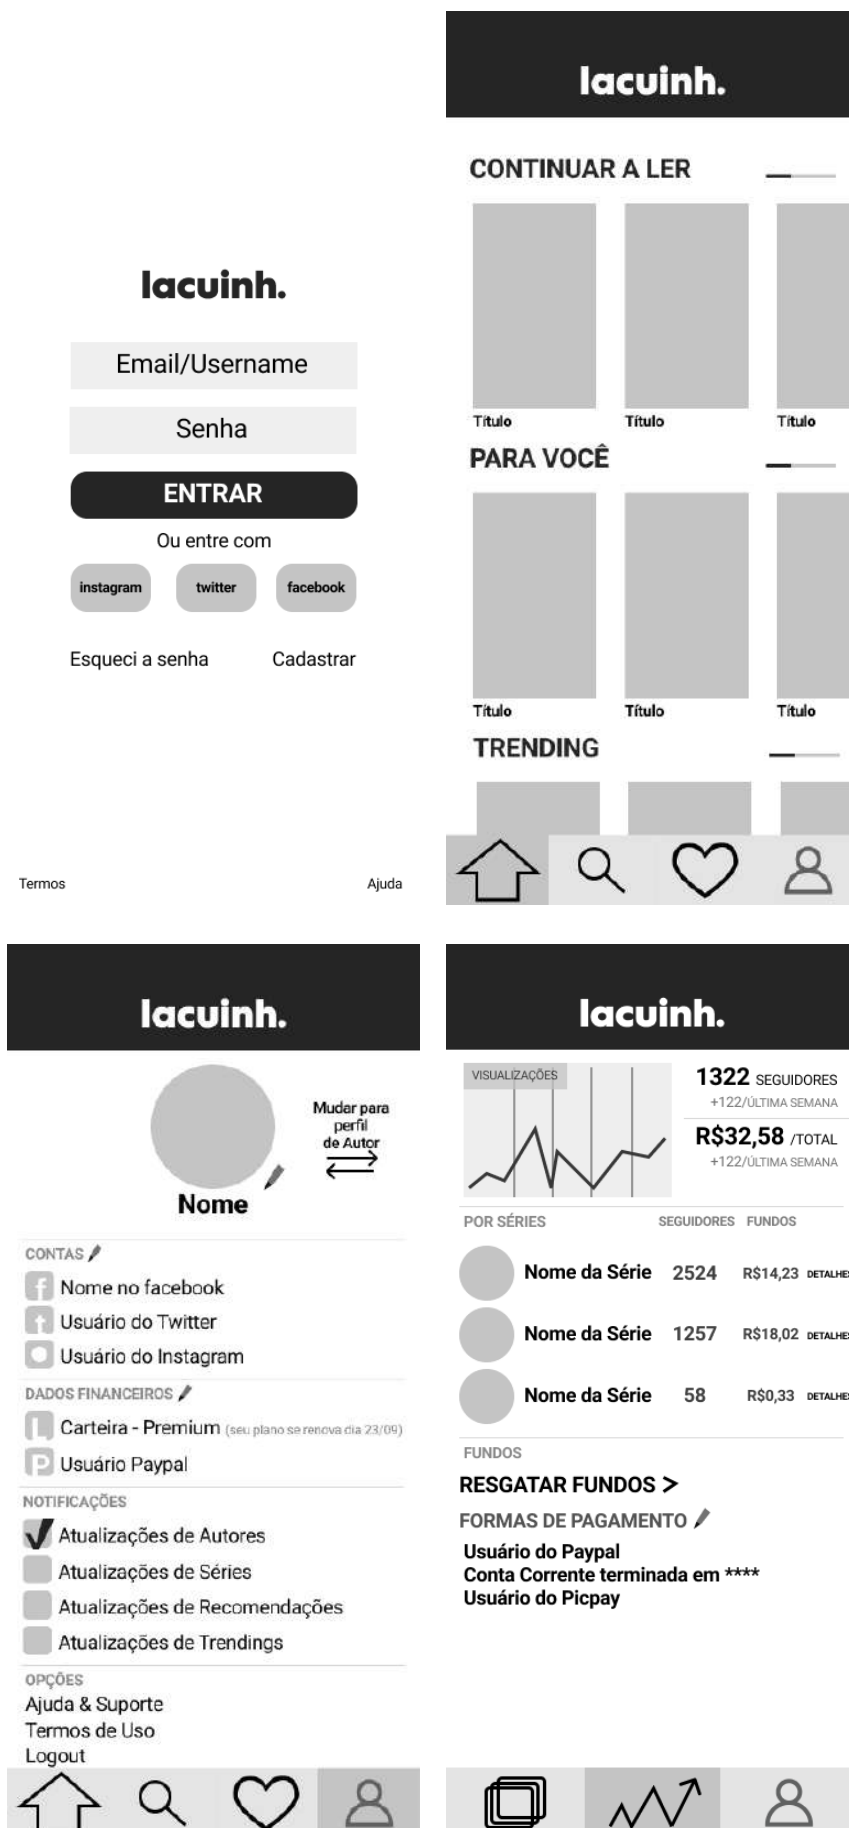 lacuinh.
Email/Username
Senha
ENTRAR
Ou entre com
instagram twitter facebook
Esqueci a senha Cadastrar
Termos Ajuda
lacuinh.
CONTINUAR A LER
Título Título Título
PARA VOCÊ
Título Título Título
TRENDING
lacuinh.
Mudar para
perfil
de Autor
Nome
CONTAS
f Nome no facebook
t Usuário do Twitter
Usuário do Instagram
DADOS FINANCEIROS
L Carteira - Premium (seu plano se renova dia 23/09)
P Usuário Paypal
NOTIFICAÇÕES
Atualizações de Autores
Atualizações de Séries
Atualizações de Recomendações
Atualizações de Trendings
OPÇÕES
Ajuda & Suporte
Termos de Uso
Logout
lacuinh.
VISUALIZAÇÕES
1322 SEGUIDORES
+122/ÚLTIMA SEMANA
R$32,58 /TOTAL
+122/ÚLTIMA SEMANA
POR SÉRIES SEGUIDORES FUNDOS
Nome da Série 2524 R$14,23 DETALHES
Nome da Série 1257 R$18,02 DETALHES
Nome da Série 58 R$0,33 DETALHES
FUNDOS
RESGATAR FUNDOS >
FORMAS DE PAGAMENTO
Usuário do Paypal
Conta Corrente terminada em ****
Usuário do Picpay